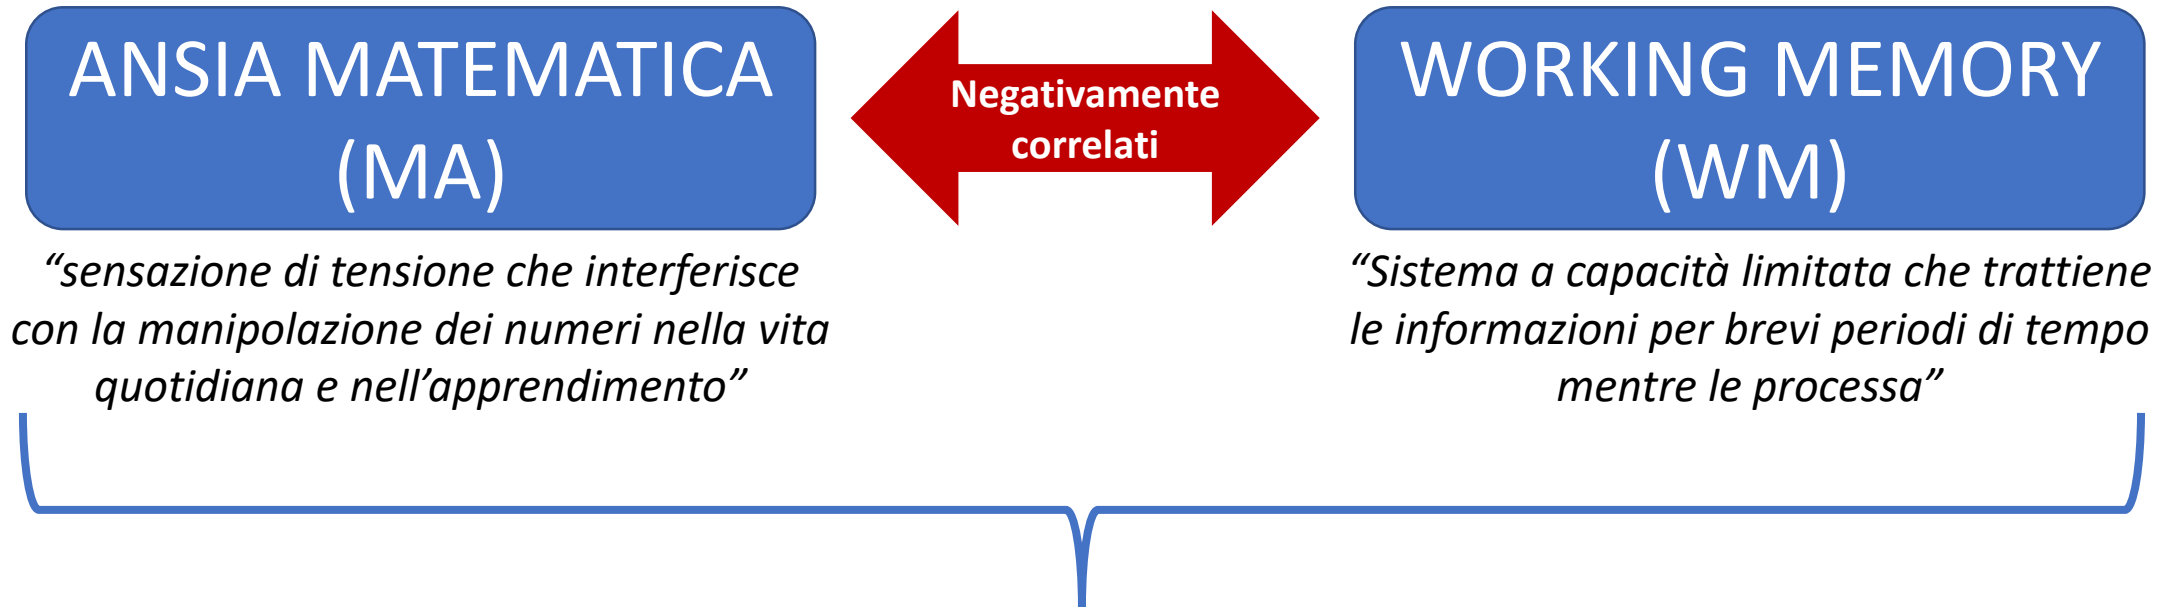 ANSIA MATEMATICA
(MA)
Negativamente
correlati
WORKING MEMORY
(WM)
“sensazione di tensione che interferisce
con la manipolazione dei numeri nella vita
quotidiana e nell’apprendimento”
“Sistema a capacità limitata che trattiene
le informazioni per brevi periodi di tempo
mentre le processa”